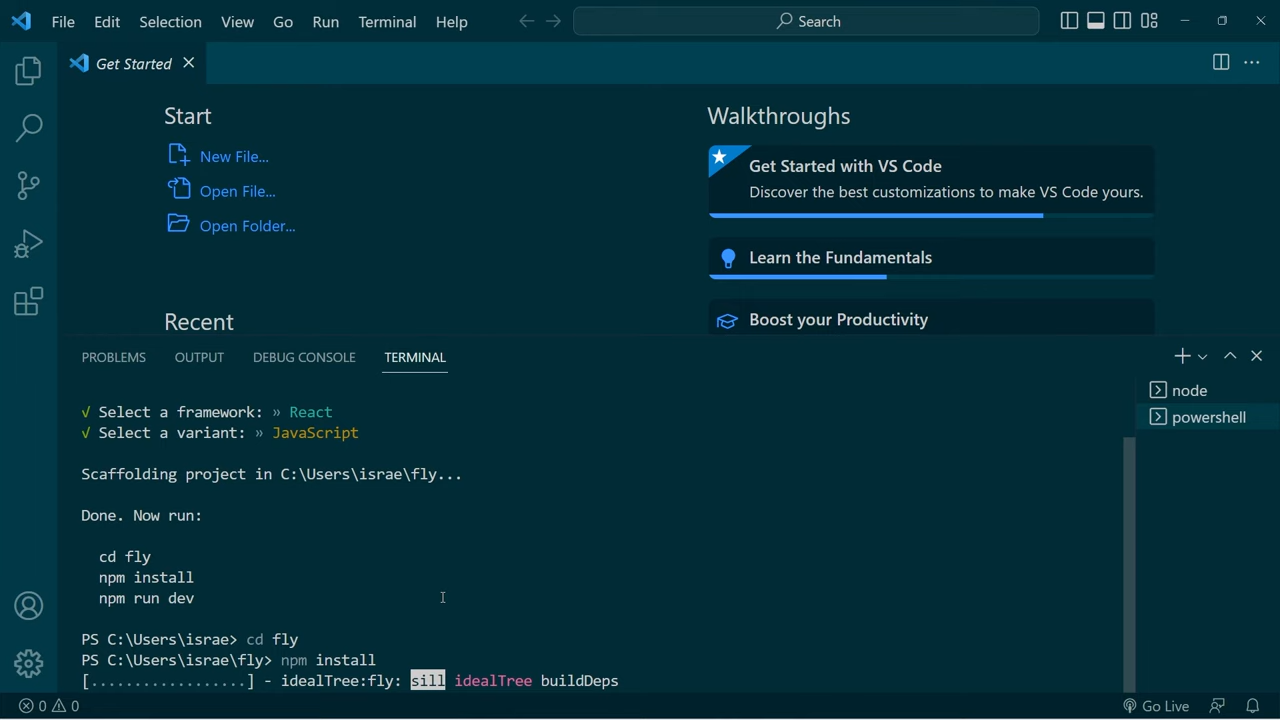 File Edit Selection View Go Run Terminal Help
Search
Get Started
Start
New File...
Open File...
Open Folder...
Recent
Walkthroughs
Get Started with VS Code
Discover the best customizations to make VS Code yours.
Learn the Fundamentals
Boost your Productivity
PROBLEMS OUTPUT DEBUG CONSOLE TERMINAL
node
powershell
√ Select a framework: » React
√ Select a variant: » JavaScript
Scaffolding project in C:\Users\israe\fly...
Done. Now run:
cd fly
npm install
npm run dev
PS C:\Users\israe> cd fly
PS C:\Users\israe\fly> npm install
[..................] - idealTree:fly: sill idealTree buildDeps
0 0
Go Live